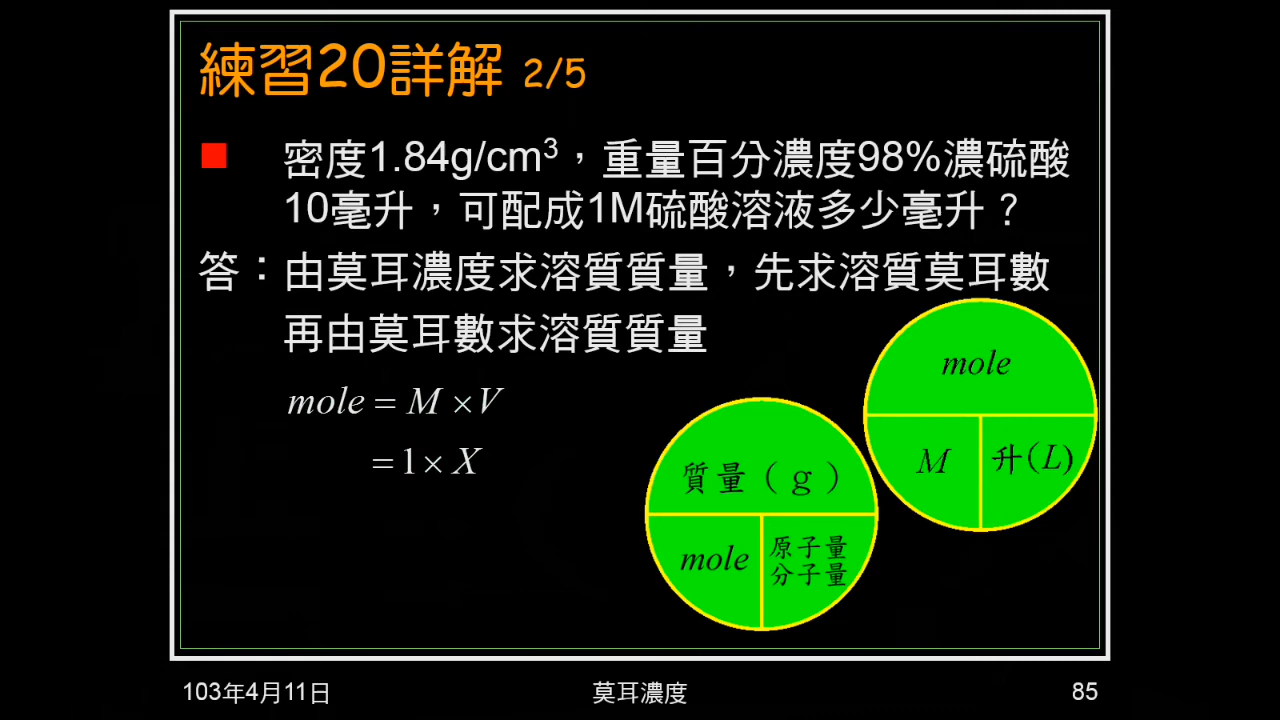 練習20詳解 2/5
密度1.84g/cm³，重量百分濃度98%濃硫酸
10毫升，可配成1M硫酸溶液多少毫升？
答：由莫耳濃度求溶質質量，先求溶質莫耳數
再由莫耳數求溶質質量
mole = M × V
= 1 × X
mole
M
升(L)
質量（g）
mole
原子量
分子量
103年4月11日
莫耳濃度
85